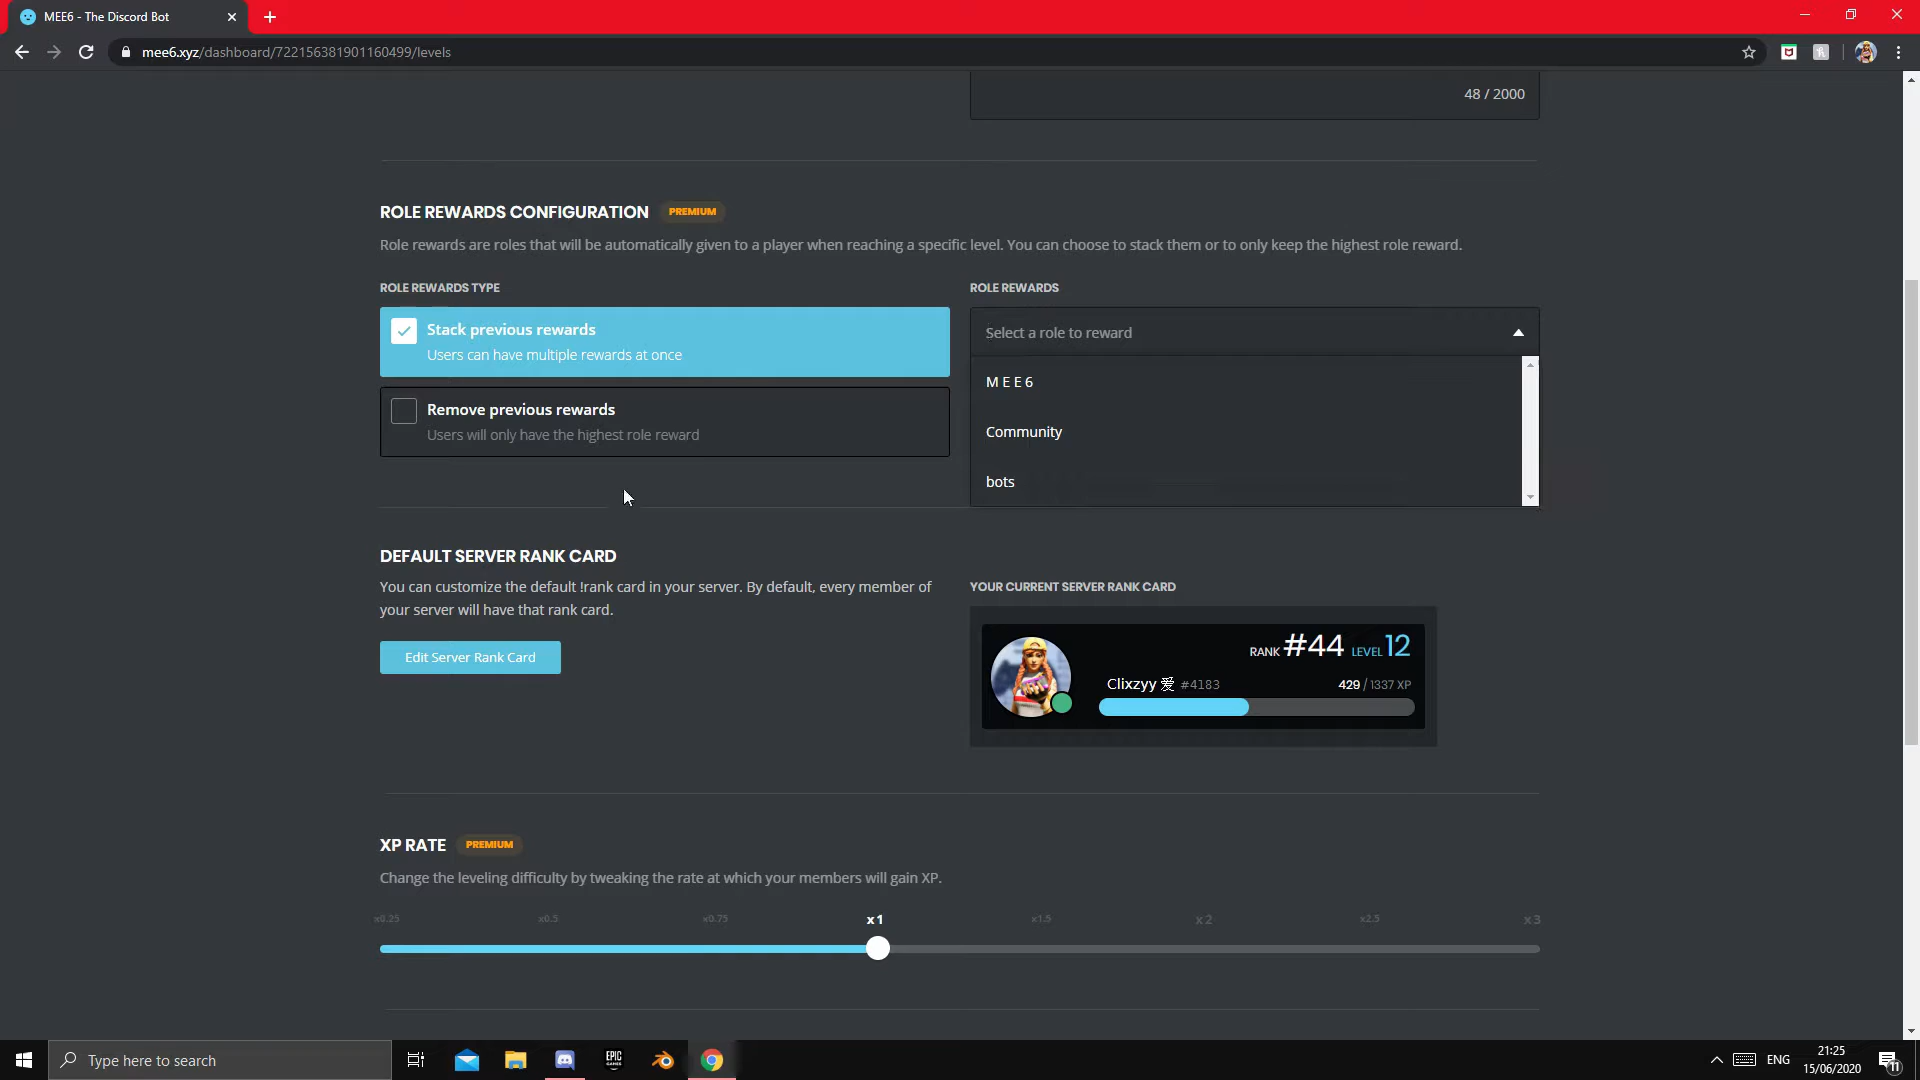 MEE6 - The Discord Bot
mee6.xyz/dashboard/722156381901160499/levels
48 / 2000
ROLE REWARDS CONFIGURATION PREMIUM
Role rewards are roles that will be automatically given to a player when reaching a specific level. You can choose to stack them or to only keep the highest role reward.
ROLE REWARDS TYPE
Stack previous rewards
Users can have multiple rewards at once
Remove previous rewards
Users will only have the highest role reward
ROLE REWARDS
Select a role to reward
M E E 6
Community
bots
DEFAULT SERVER RANK CARD
You can customize the default !rank card in your server. By default, every member of
your server will have that rank card.
Edit Server Rank Card
YOUR CURRENT SERVER RANK CARD
RANK #44 LEVEL 12
Clixzyy 爱 #4183 429 / 1337 XP
XP RATE PREMIUM
Change the leveling difficulty by tweaking the rate at which your members will gain XP.
x0.25 x0.5 x0.75 x1 x1.5 x2 x2.5 x3
Type here to search
EPIC GAMES
ENG
21:25
15/06/2020
11